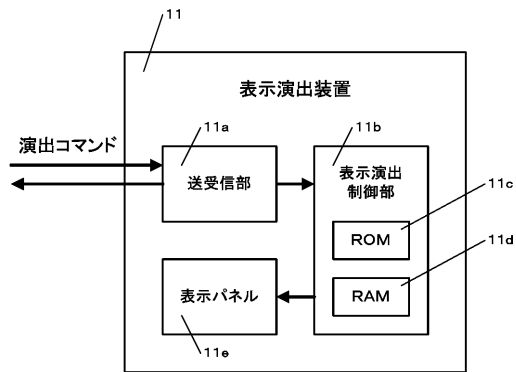 11
表示演出装置
演出コマンド
11a
送受信部
11b
表示演出
制御部
11c
ROM
11d
RAM
表示パネル
11e